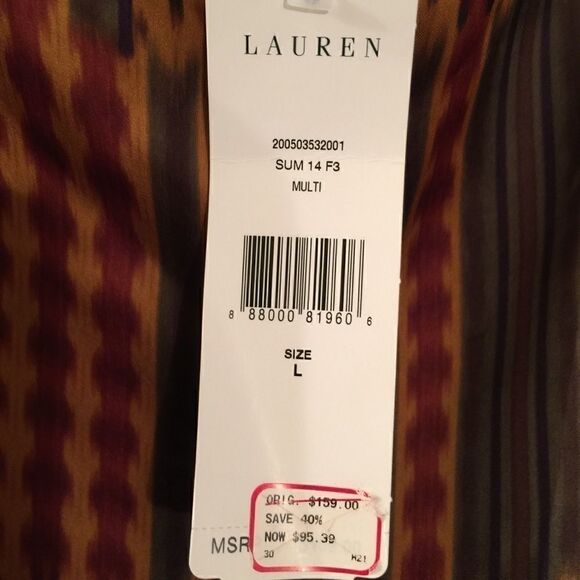 LAUREN
200503532001
SUM 14 F3
MULTI
8 88000 81960 6
SIZE
L
ORIG. $159.00
SAVE 40%
NOW $95.39
30 H21
MSR